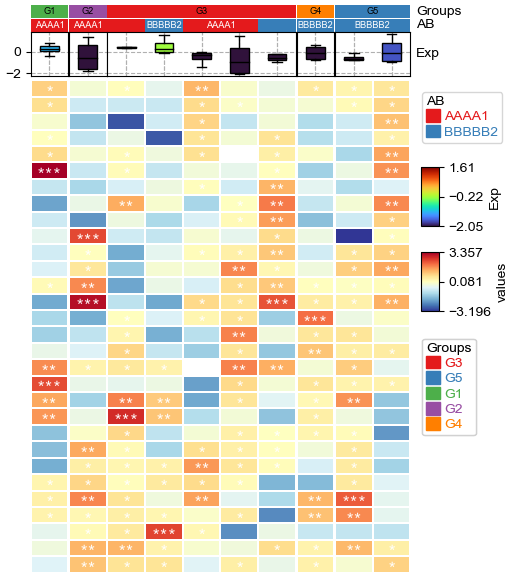 G1 G2 G3 G4 G5 Groups
AAAA1 AAAA1 BBBBB2 AAAA1 BBBBB2 BBBBB2 AB
0
Exp
−2
AB
AAAA1
BBBBB2
1.61
−0.22
−2.05
Exp
3.357
0.081
−3.196
values
Groups
G3
G5
G1
G2
G4